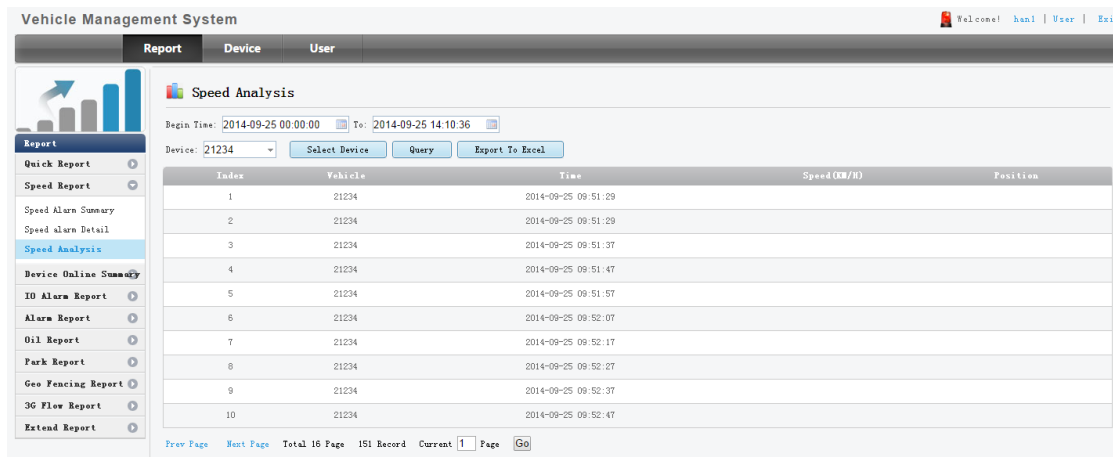 Vehicle Management System
Welcome! han1 | User | Exi
Report Device User
Speed Analysis
Begin Time: 2014-09-25 00:00:00 To: 2014-09-25 14:10:36
Device: 21234 Select Device Query Export To Excel
Report
Quick Report
Speed Report
Speed Alarm Summary
Speed alarm Detail
Speed Analysis
Device Online Summary
IO Alarm Report
Alarm Report
Oil Report
Park Report
Geo Fencing Report
3G Flow Report
Extend Report
Index Vehicle Time Speed(KM/H) Position
1 21234 2014-09-25 09:51:29
2 21234 2014-09-25 09:51:29
3 21234 2014-09-25 09:51:37
4 21234 2014-09-25 09:51:47
5 21234 2014-09-25 09:51:57
6 21234 2014-09-25 09:52:07
7 21234 2014-09-25 09:52:17
8 21234 2014-09-25 09:52:27
9 21234 2014-09-25 09:52:37
10 21234 2014-09-25 09:52:47
Prev Page Next Page Total 16 Page 151 Record Current 1 Page Go